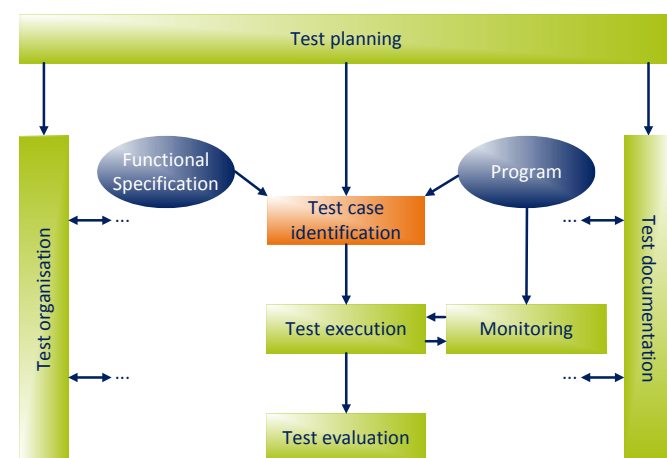 Test planning
Functional
Specification
Program
Test case
identification
...
...
Test organisation
Test documentation
Test execution
Monitoring
...
...
Test evaluation